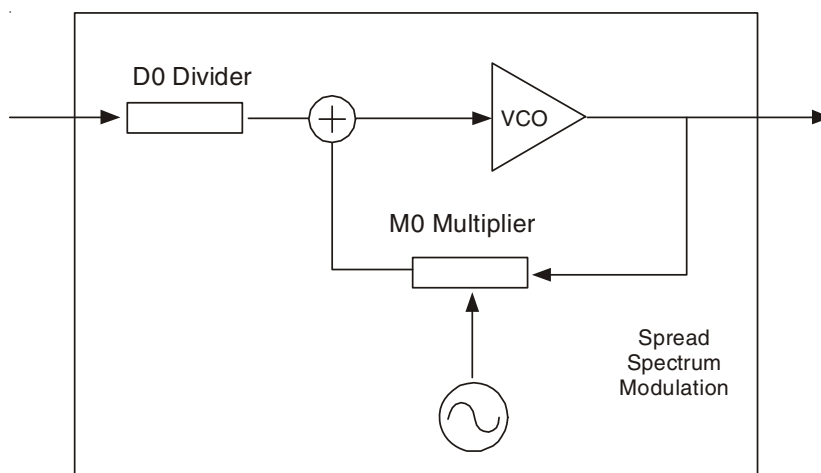 D0 Divider
VCO
M0 Multiplier
Spread
Spectrum
Modulation